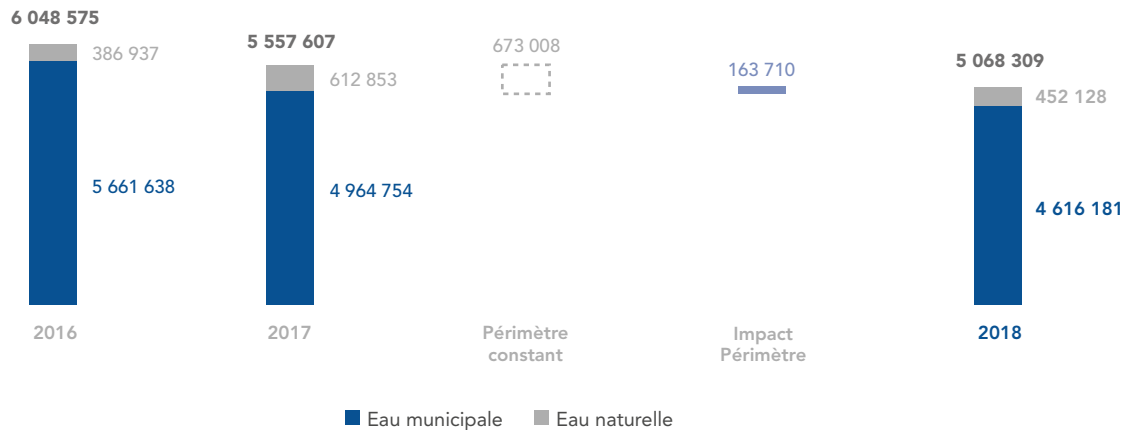 6 048 575
386 937
5 661 638
2016
5 557 607
612 853
4 964 754
2017
673 008
Périmètre
constant
163 710
Impact
Périmètre
5 068 309
452 128
4 616 181
2018
Eau municipale
Eau naturelle